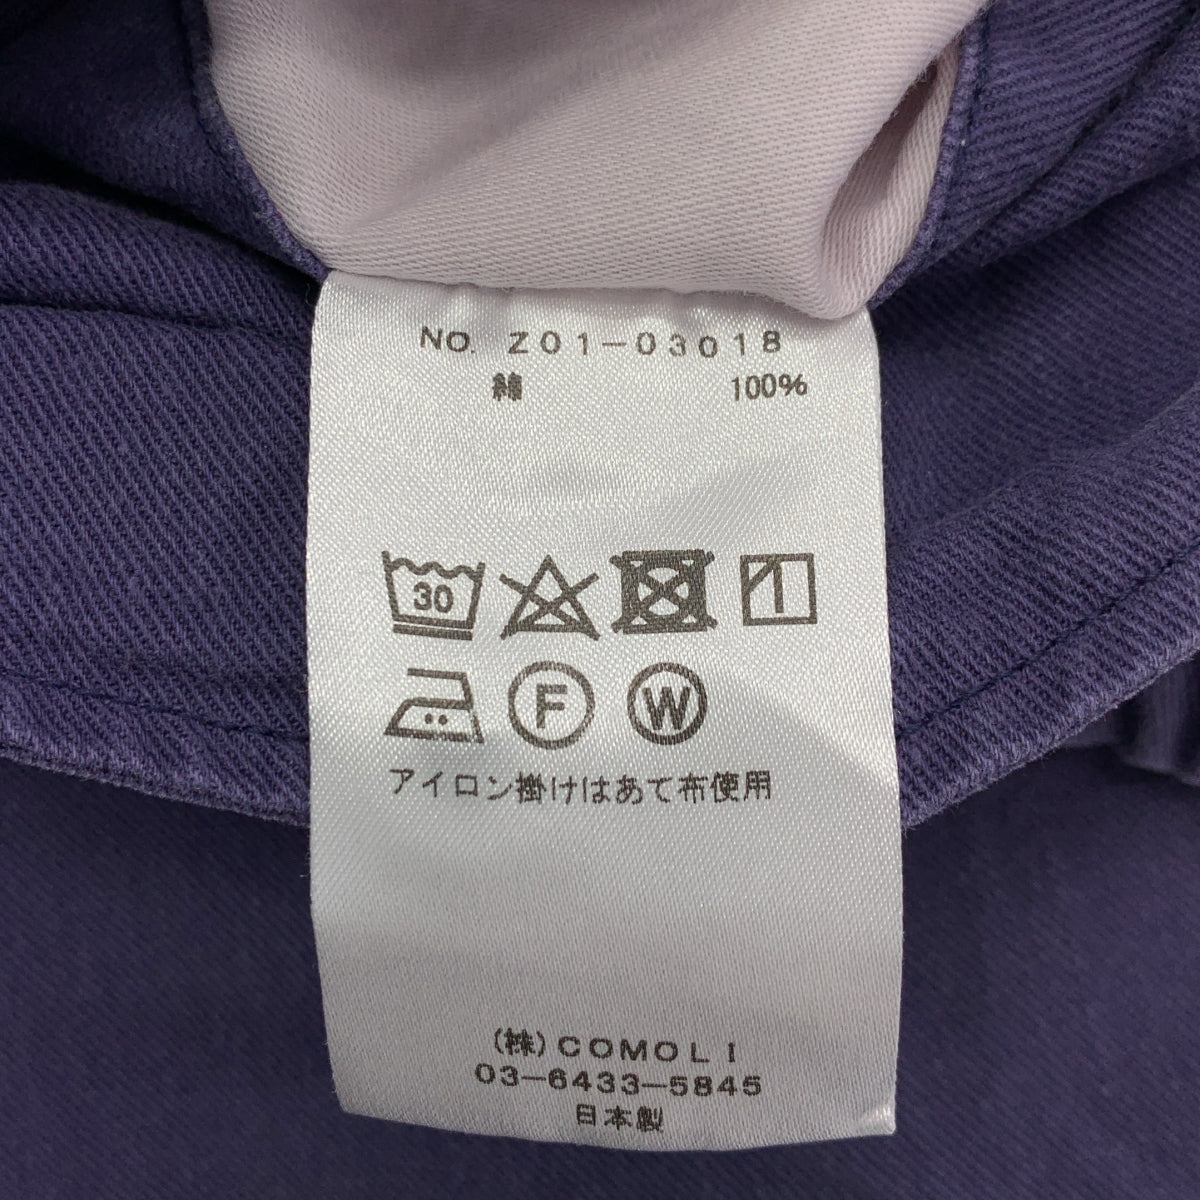 NO. Z01-03018
綿 100%
30
F W
アイロン掛けはあて布使用
(株)COMOLI
03-6433-5845
日本製